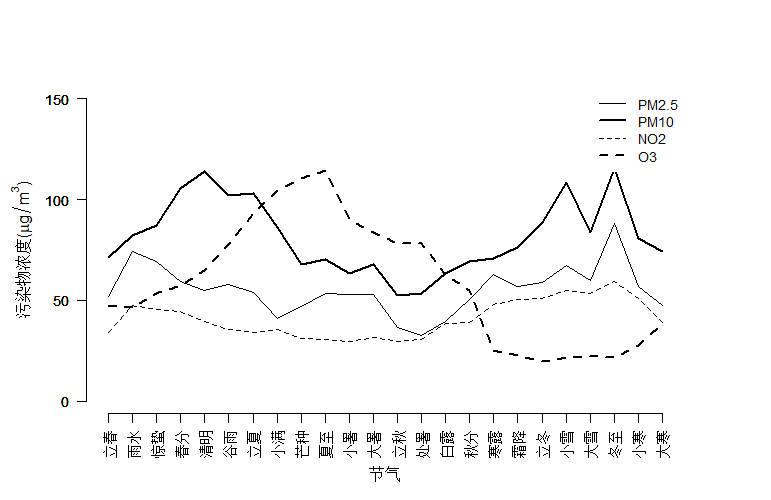 150
100
50
0
污染物浓度(μg/m³)
PM2.5
PM10
NO2
O3
立春
雨水
惊蛰
春分
清明
谷雨
立夏
小满
芒种
夏至
小暑
大暑
立秋
处暑
白露
秋分
寒露
霜降
立冬
小雪
大雪
冬至
小寒
大寒
节气